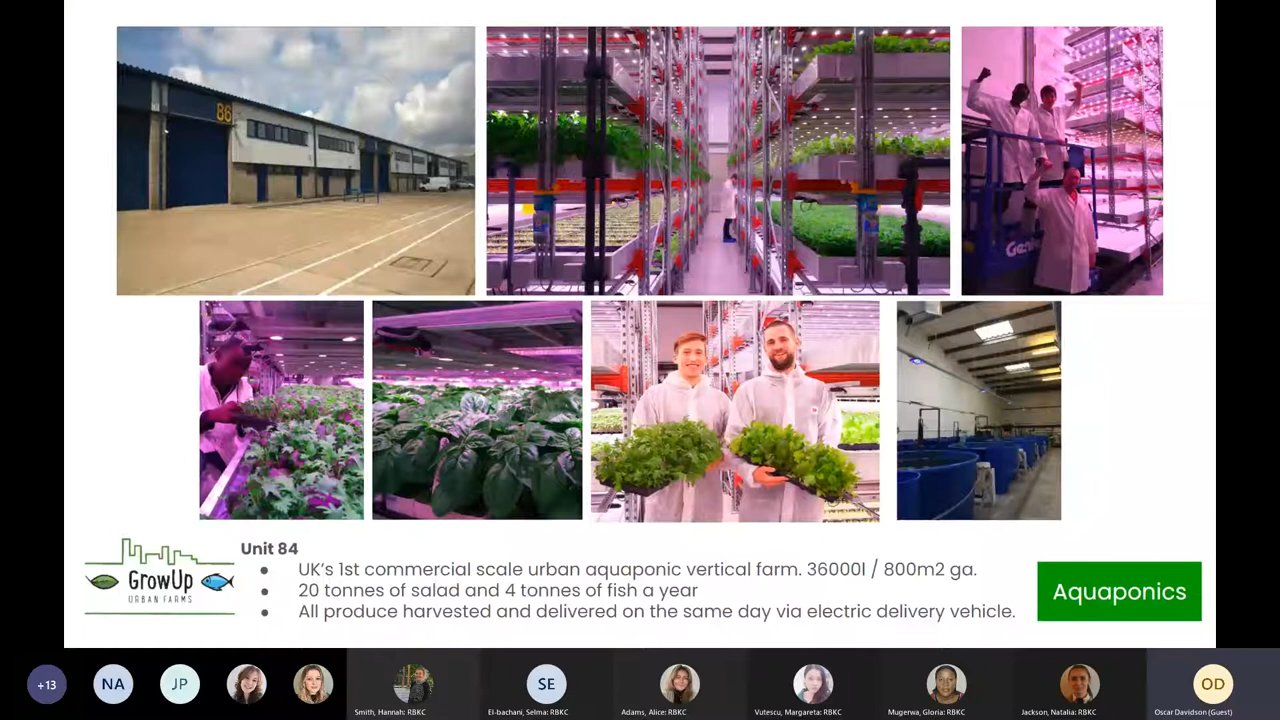 86
Genie
GrowUp
URBAN FARMS
Unit 84
● UK's 1st commercial scale urban aquaponic vertical farm. 36000l / 800m2 ga.
● 20 tonnes of salad and 4 tonnes of fish a year
● All produce harvested and delivered on the same day via electric delivery vehicle.
Aquaponics
+13
NA
JP
SE
OD
Smith, Hannah: RBKC
El-bachani, Selma: RBKC
Adams, Alice: RBKC
Vutescu, Margareta: RBKC
Mugerwa, Gloria: RBKC
Jackson, Natalia: RBKC
Oscar Davidson (Guest)